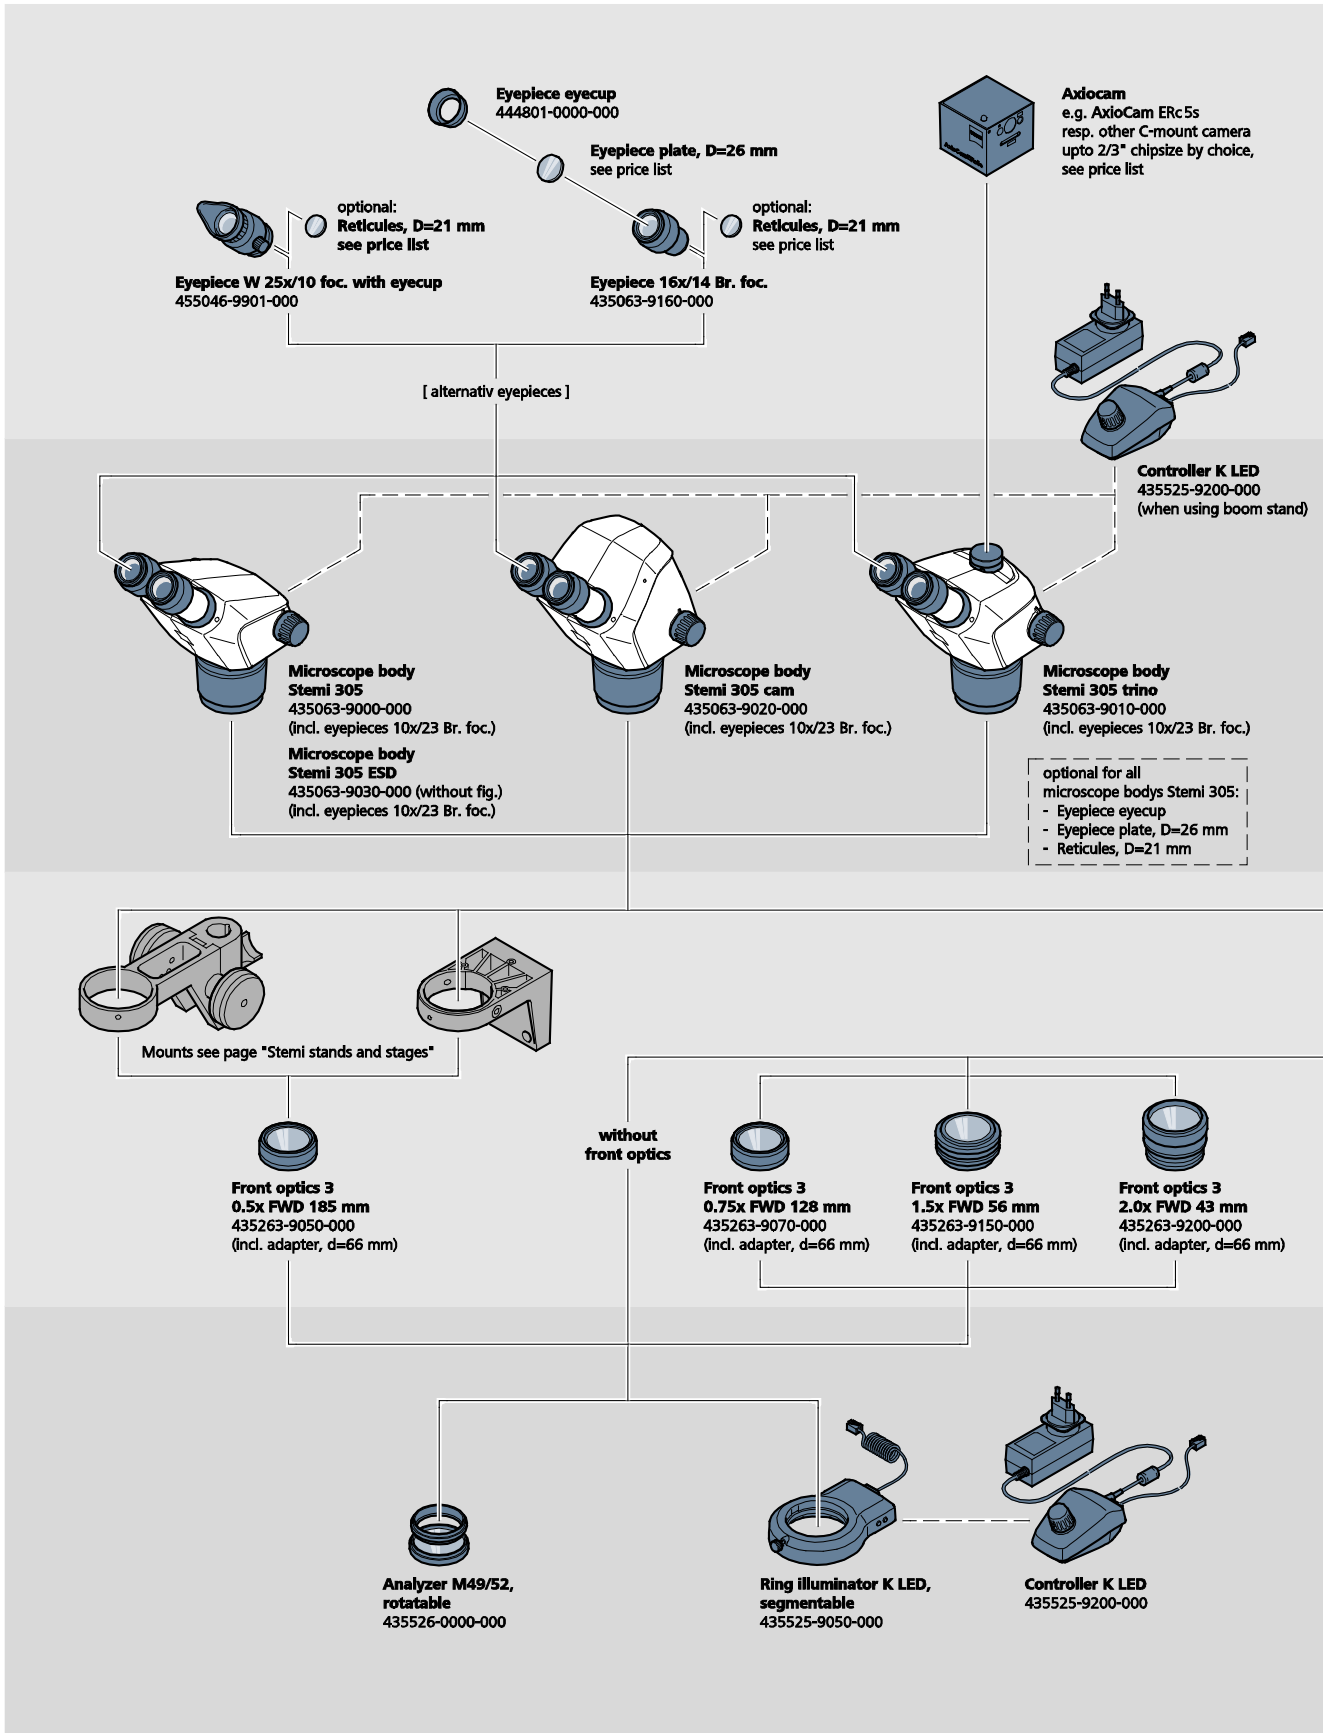 Eyepiece eyecup
444801-0000-000
Eyepiece plate, D=26 mm
see price list
optional:
Reticules, D=21 mm
see price list
Eyepiece W 25x/10 foc. with eyecup
455046-9901-000
optional:
Reticules, D=21 mm
see price list
Eyepiece 16x/14 Br. foc.
435063-9160-000
[ alternativ eyepieces ]
Axiocam
e.g. AxioCam ERc5s
resp. other C-mount camera
upto 2/3" chipsize by choice,
see price list
Controller K LED
435525-9200-000
(when using boom stand)
Microscope body
Stemi 305
435063-9000-000
(incl. eyepieces 10x/23 Br. foc.)
Microscope body
Stemi 305 ESD
435063-9030-000 (without fig.)
(incl. eyepieces 10x/23 Br. foc.)
Microscope body
Stemi 305 cam
435063-9020-000
(incl. eyepieces 10x/23 Br. foc.)
Microscope body
Stemi 305 trino
435063-9010-000
(incl. eyepieces 10x/23 Br. foc.)
optional for all
microscope bodys Stemi 305:
- Eyepiece eyecup
- Eyepiece plate, D=26 mm
- Reticules, D=21 mm
Mounts see page "Stemi stands and stages"
Front optics 3
0.5x FWD 185 mm
435263-9050-000
(incl. adapter, d=66 mm)
without
front optics
Front optics 3
0.75x FWD 128 mm
435263-9070-000
(incl. adapter, d=66 mm)
Front optics 3
1.5x FWD 56 mm
435263-9150-000
(incl. adapter, d=66 mm)
Front optics 3
2.0x FWD 43 mm
435263-9200-000
(incl. adapter, d=66 mm)
Analyzer M49/52,
rotatable
435526-0000-000
Ring illuminator K LED,
segmentable
435525-9050-000
Controller K LED
435525-9200-000